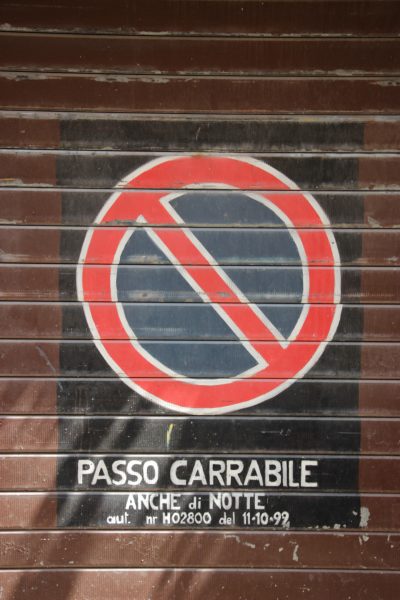 PASSO CARRABILE
ANCHE di NOTTE
aut. nr H02800 del 11-10-99